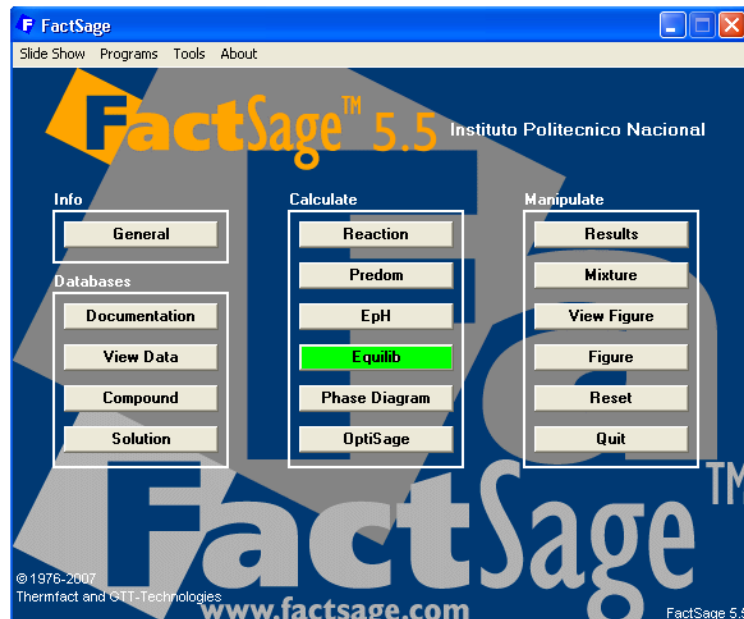 FactSage
Slide Show Programs Tools About
FactSage™ 5.5 Instituto Politecnico Nacional
Info
General
Databases
Documentation
View Data
Compound
Solution
Calculate
Reaction
Predom
EpH
Equilib
Phase Diagram
OptiSage
Manipulate
Results
Mixture
View Figure
Figure
Reset
Quit
FactSage™
© 1976-2007
Thermfact and GTT-Technologies
www.factsage.com
FactSage 5.5